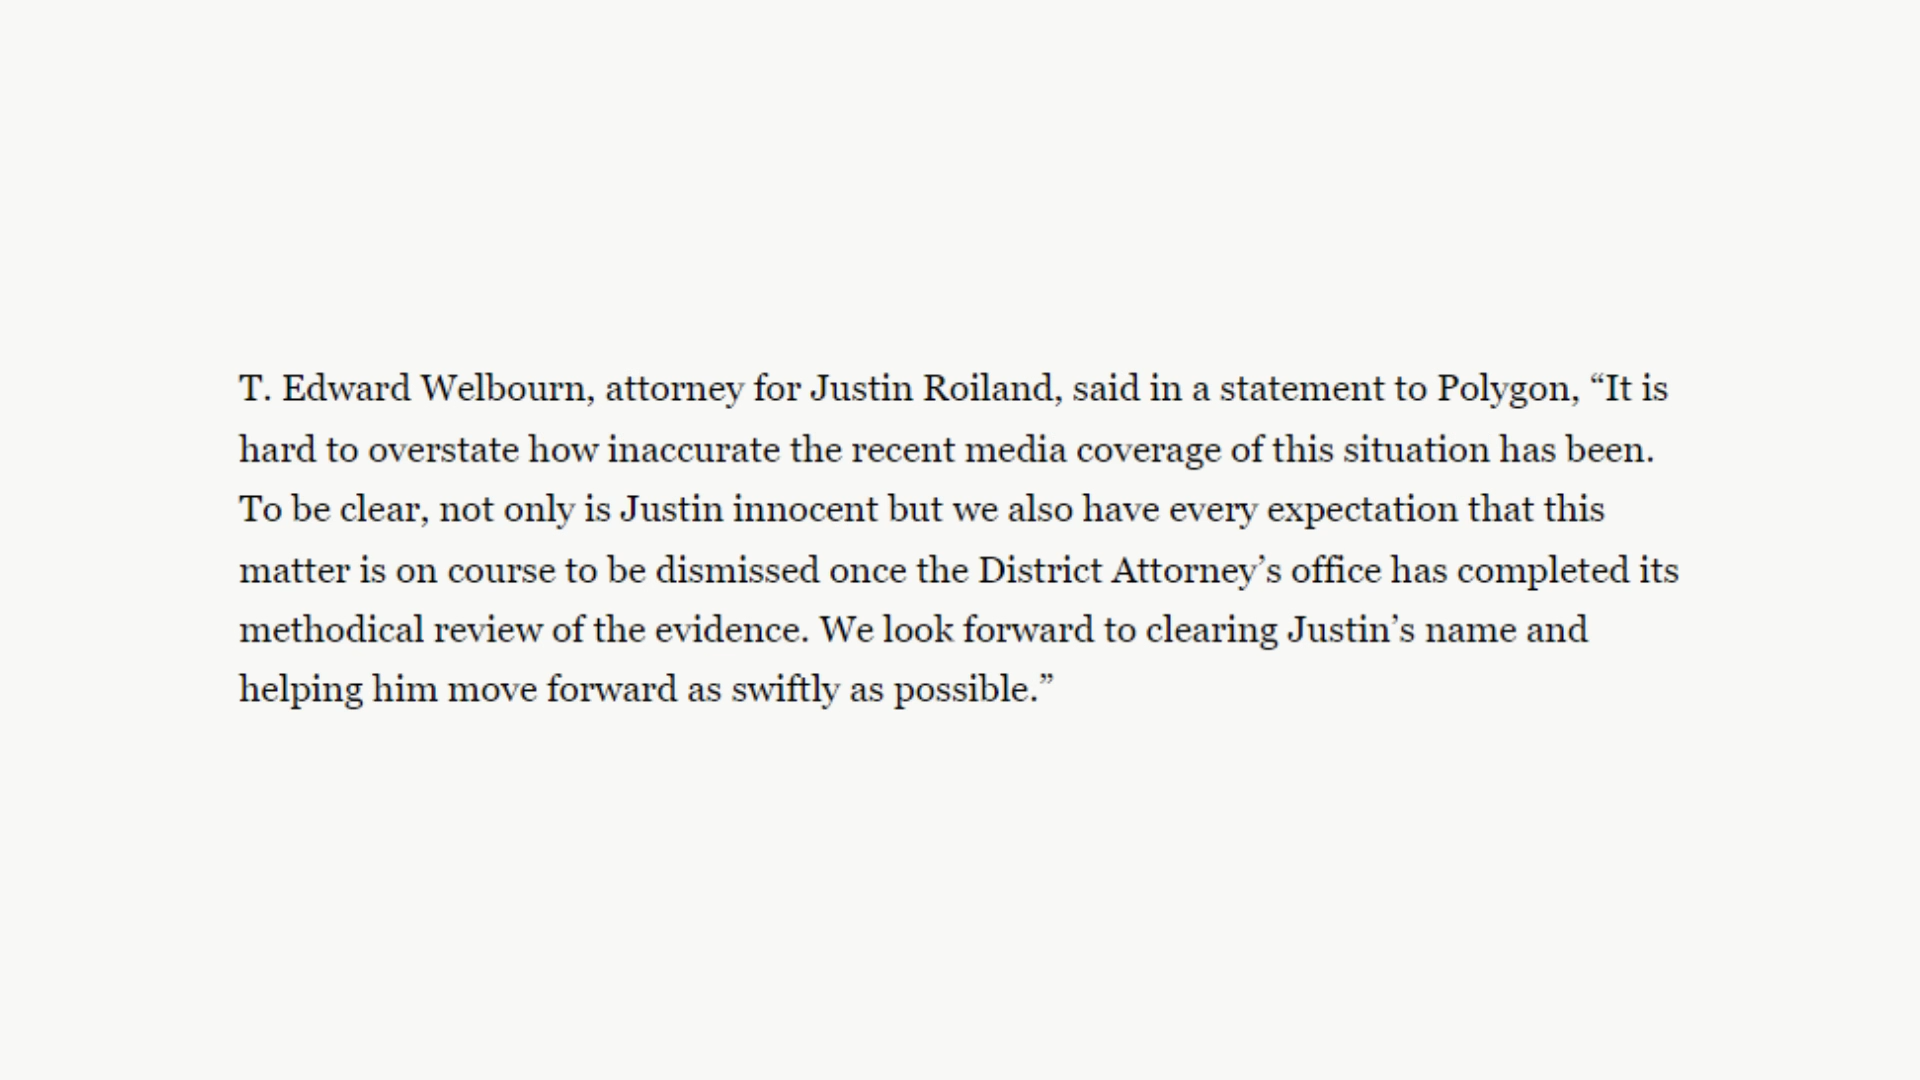 T. Edward Welbourn, attorney for Justin Roiland, said in a statement to Polygon, “It is
hard to overstate how inaccurate the recent media coverage of this situation has been.
To be clear, not only is Justin innocent but we also have every expectation that this
matter is on course to be dismissed once the District Attorney’s office has completed its
methodical review of the evidence. We look forward to clearing Justin’s name and
helping him move forward as swiftly as possible.”